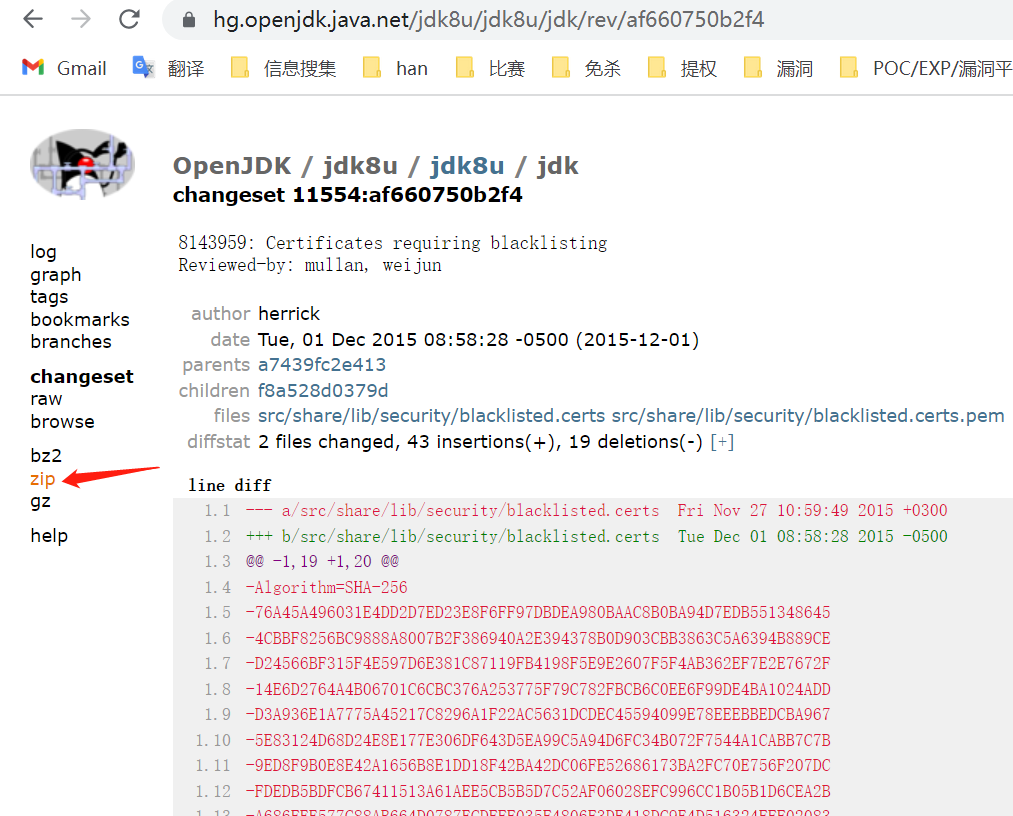 hg.openjdk.java.net/jdk8u/jdk8u/jdk/rev/af660750b2f4
Gmail 翻译 信息搜集 han 比赛 免杀 提权 漏洞 POC/EXP/漏洞平
OpenJDK / jdk8u / jdk8u / jdk
changeset 11554:af660750b2f4
8143959: Certificates requiring blacklisting
Reviewed-by: mullan, weijun
log
graph
tags
bookmarks
branches
changeset
raw
browse
bz2
zip
gz
help
author herrick
date Tue, 01 Dec 2015 08:58:28 -0500 (2015-12-01)
parents a7439fc2e413
children f8a528d0379d
files src/share/lib/security/blacklisted.certs src/share/lib/security/blacklisted.certs.pem
diffstat 2 files changed, 43 insertions(+), 19 deletions(-) [+]
line diff
1.1 --- a/src/share/lib/security/blacklisted.certs Fri Nov 27 10:59:49 2015 +0300
1.2 +++ b/src/share/lib/security/blacklisted.certs Tue Dec 01 08:58:28 2015 -0500
1.3 @@ -1,19 +1,20 @@
1.4 -Algorithm=SHA-256
1.5 -76A45A496031E4DD2D7ED23E8F6FF97DBDEA980BAAC8B0BA94D7EDB551348645
1.6 -4CBBF8256BC9888A8007B2F386940A2E394378B0D903CBB3863C5A6394B889CE
1.7 -D24566BF315F4E597D6E381C87119FB4198F5E9E2607F5F4AB362EF7E2E7672F
1.8 -14E6D2764A4B06701C6CBC376A253775F79C782FBCB6C0EE6F99DE4BA1024ADD
1.9 -D3A936E1A7775A45217C8296A1F22AC5631DCDEC45594099E78EEEBBEDCBA967
1.10 -5E83124D68D24E8E177E306DF643D5EA99C5A94D6FC34B072F7544A1CABB7C7B
1.11 -9ED8F9B0E8E42A1656B8E1DD18F42BA42DC06FE52686173BA2FC70E756F207DC
1.12 -FDEDB5BDFCB67411513A61AEE5CB5B5D7C52AF06028EFC996CC1B05B1D6CEA2B